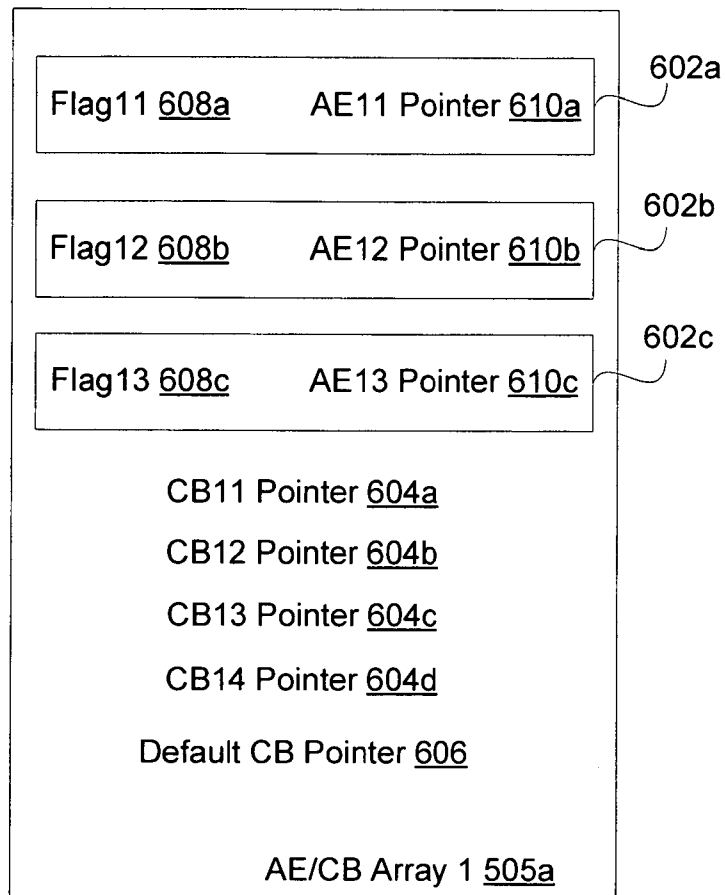 602a
Flag11 608a AE11 Pointer 610a
602b
Flag12 608b AE12 Pointer 610b
602c
Flag13 608c AE13 Pointer 610c
CB11 Pointer 604a
CB12 Pointer 604b
CB13 Pointer 604c
CB14 Pointer 604d
Default CB Pointer 606
AE/CB Array 1 505a